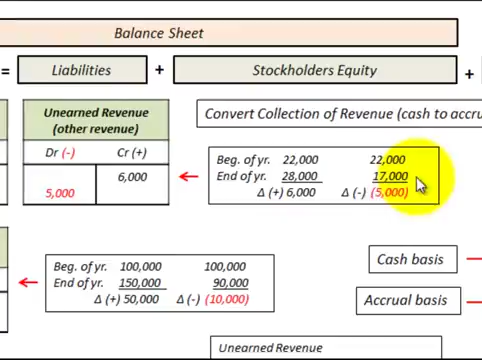 Balance Sheet
= Liabilities + Stockholders Equity +
Unearned Revenue
(other revenue)
Convert Collection of Revenue (cash to accru
Dr (-) Cr (+)
6,000
5,000
Beg. of yr. 22,000 22,000
End of yr. 28,000 17,000
Δ (+) 6,000 Δ (-) (5,000)
Beg. of yr. 100,000 100,000
End of yr. 150,000 90,000
Δ (+) 50,000 Δ (-) (10,000)
Cash basis
Accrual basis
Unearned Revenue